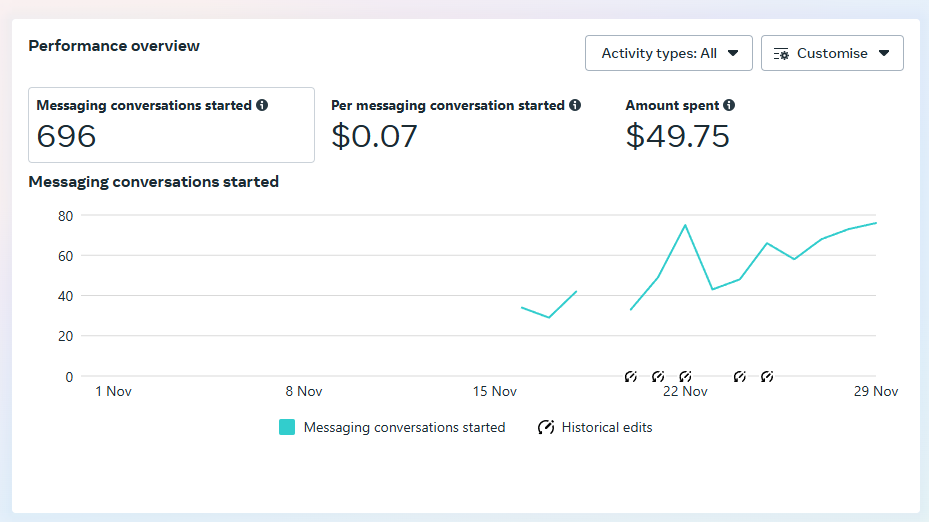 Performance overview
Activity types: All
Customise
Messaging conversations started
696
Per messaging conversation started
$0.07
Amount spent
$49.75
Messaging conversations started
80
60
40
20
0
1 Nov
8 Nov
15 Nov
22 Nov
29 Nov
Messaging conversations started
Historical edits